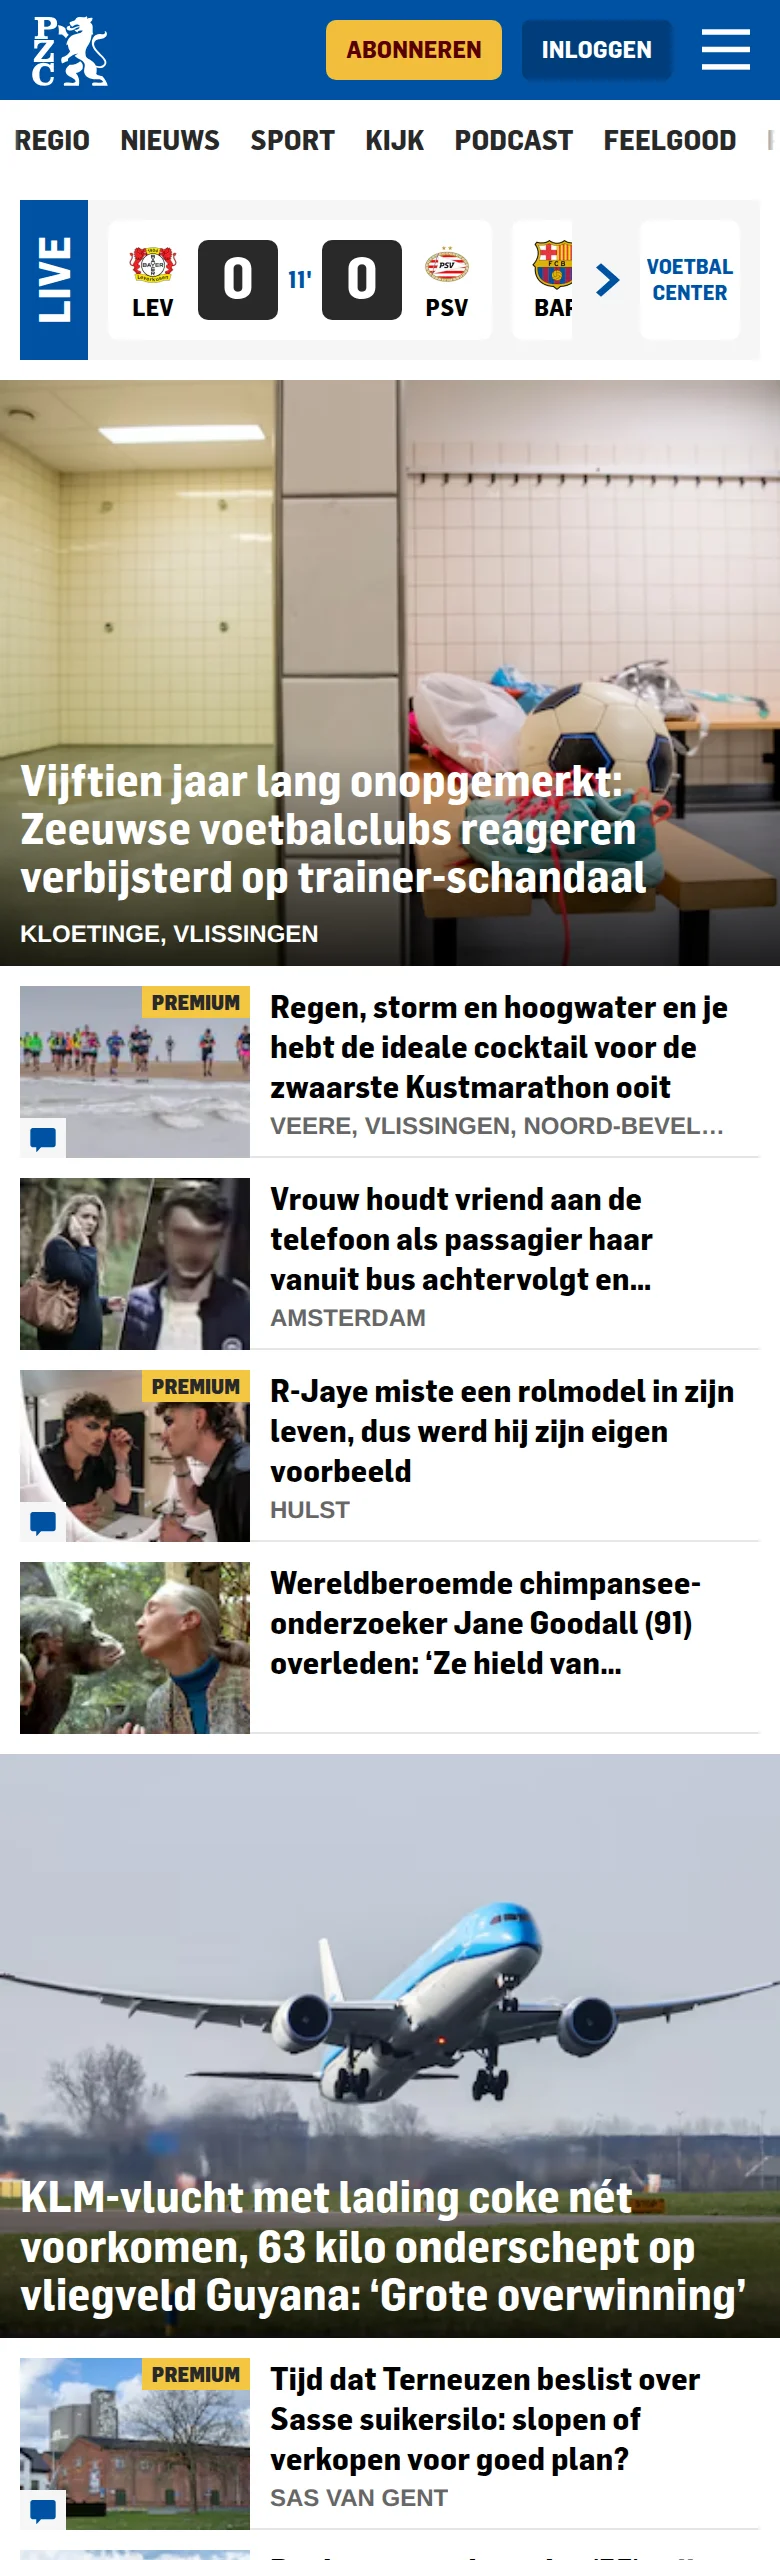 PZC
ABONNEREN
INLOGGEN
REGIO NIEUWS SPORT KIJK PODCAST FEELGOOD
LIVE
LEV 0 11' 0 PSV
BAR
VOETBAL
CENTER
Vijftien jaar lang onopgemerkt:
Zeeuwse voetbalclubs reageren
verbijsterd op trainer-schandaal
KLOETINGE, VLISSINGEN
PREMIUM
Regen, storm en hoogwater en je
hebt de ideale cocktail voor de
zwaarste Kustmarathon ooit
VEERE, VLISSINGEN, NOORD-BEVEL...
Vrouw houdt vriend aan de
telefoon als passagier haar
vanuit bus achtervolgt en...
AMSTERDAM
PREMIUM
R-Jaye miste een rolmodel in zijn
leven, dus werd hij zijn eigen
voorbeeld
HULST
Wereldberoemde chimpansee-
onderzoeker Jane Goodall (91)
overleden: ‘Ze hield van...
KLM-vlucht met lading coke nét
voorkomen, 63 kilo onderschept op
vliegveld Guyana: ‘Grote overwinning’
PREMIUM
Tijd dat Terneuzen beslist over
Sasse suikersilo: slopen of
verkopen voor goed plan?
SAS VAN GENT